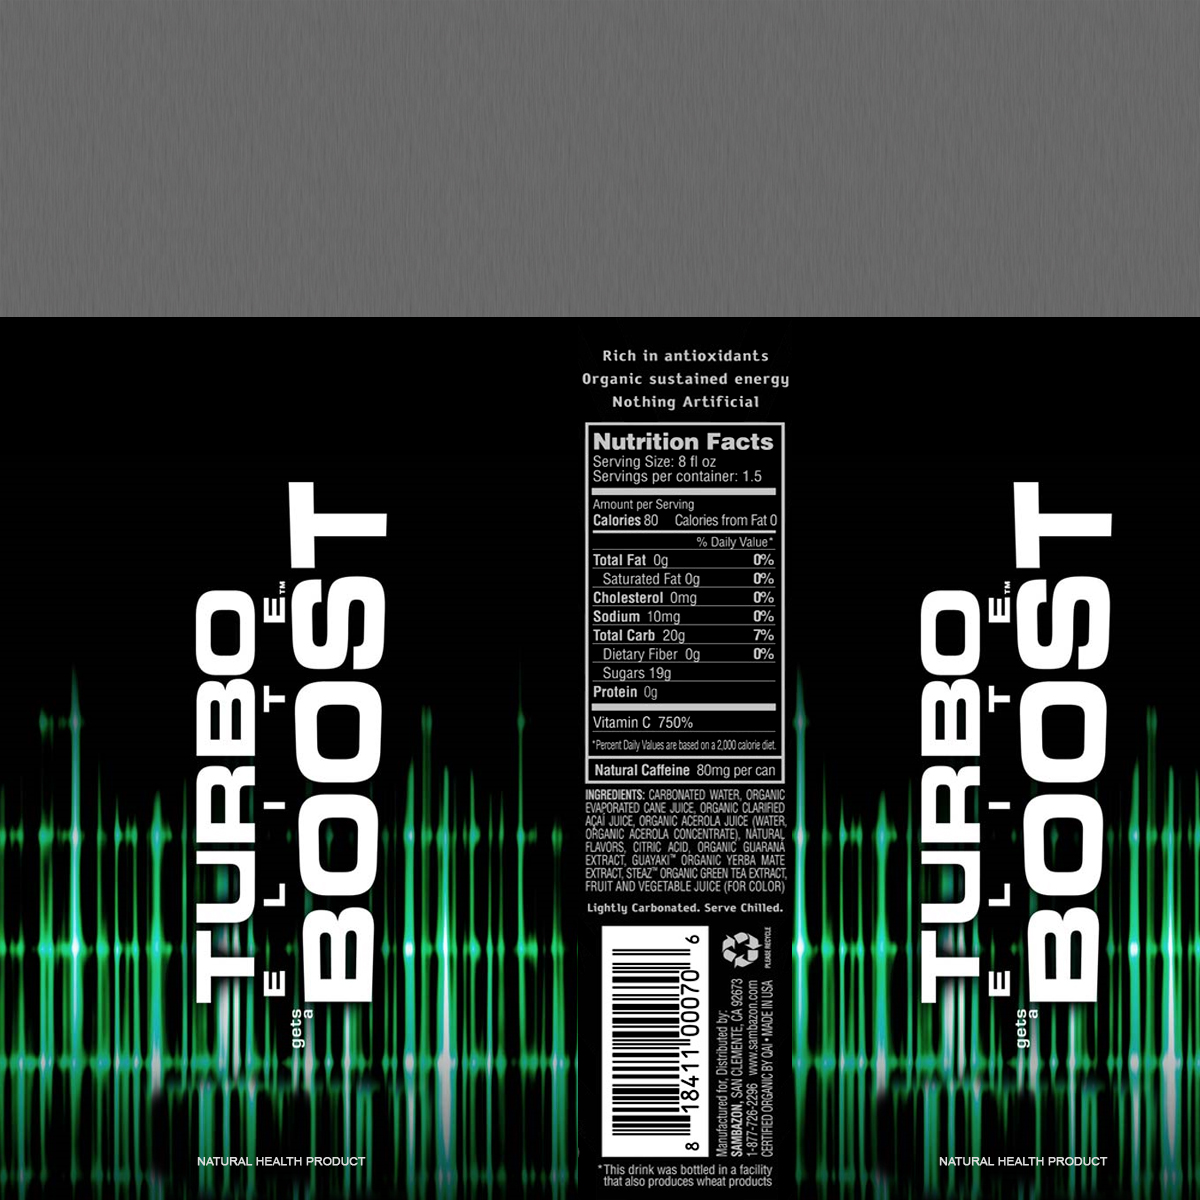 TURBO
ELITE™
gets
a
BOOST
NATURAL HEALTH PRODUCT
Rich in antioxidants
Organic sustained energy
Nothing Artificial
Nutrition Facts
Serving Size: 8 fl oz
Servings per container: 1.5
Amount per Serving
Calories 80 Calories from Fat 0
% Daily Value*
Total Fat 0g 0%
Saturated Fat 0g 0%
Cholesterol 0mg 0%
Sodium 10mg 0%
Total Carb 20g 7%
Dietary Fiber 0g 0%
Sugars 19g
Protein 0g
Vitamin C 750%
*Percent Daily Values are based on a 2,000 calorie diet.
Natural Caffeine 80mg per can
INGREDIENTS: CARBONATED WATER, ORGANIC
EVAPORATED CANE JUICE, ORGANIC CLARIFIED
AÇAÍ JUICE, ORGANIC ACEROLA JUICE (WATER,
ORGANIC ACEROLA CONCENTRATE), NATURAL
FLAVORS, CITRIC ACID, ORGANIC GUARANA
EXTRACT, GUAYAKI™ ORGANIC YERBA MATE
EXTRACT, STEAZ™ ORGANIC GREEN TEA EXTRACT,
FRUIT AND VEGETABLE JUICE (FOR COLOR)
Lightly Carbonated. Serve Chilled.
8 18411 00070 6
PLEASE RECYCLE
Manufactured for, Distributed by:
SAMBAZON, SAN CLEMENTE, CA 92673
1-877-726-2296 www.sambazon.com
CERTIFIED ORGANIC BY QAI • MADE IN USA
*This drink was bottled in a facility
that also produces wheat products
TURBO
ELITE™
gets
a
BOOST
NATURAL HEALTH PRODUCT